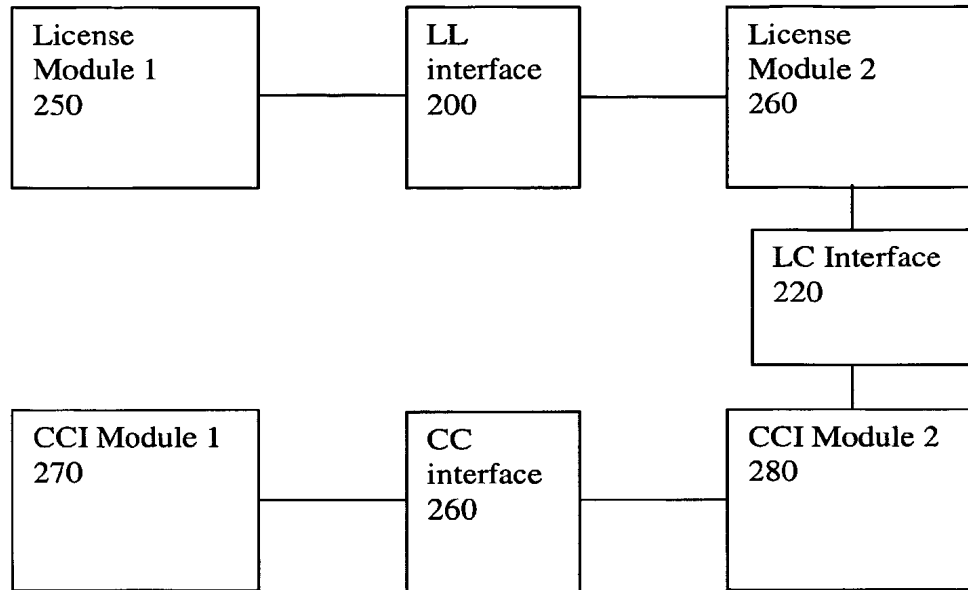 License
Module 1
250
LL
interface
200
License
Module 2
260
LC Interface
220
CCI Module 1
270
CC
interface
260
CCI Module 2
280